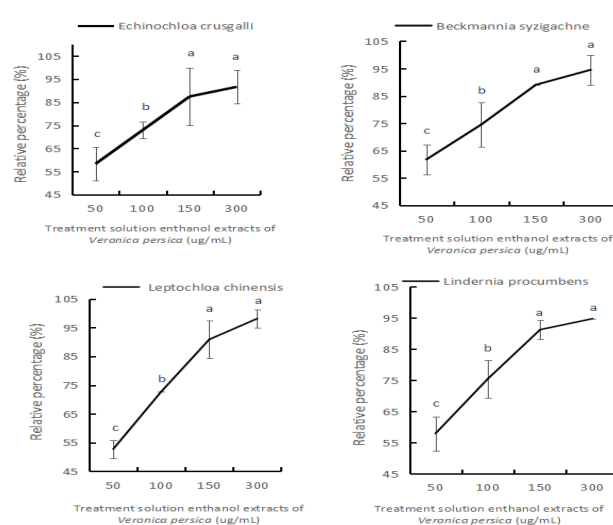 Echinochloa crusgalli
Relative percentage (%)
105
95
85
75
65
55
45
c
b
a
a
50 100 150 300
Treatment solution enthanol extracts of
Veronica persica (ug/mL)
Beckmannia syzigachne
Relative percentage (%)
105
95
85
75
65
55
45
c
b
a
a
50 100 150 300
Treatment solution enthanol extracts of
Veronica persica (ug/mL)
Leptochloa chinensis
Relative percentage (%)
105
95
85
75
65
55
45
c
b
a
a
50 100 150 300
Treatment solution enthanol extracts of
Veronica persica (ug/mL)
Lindernia procumbens
Relative percentage (%)
105
95
85
75
65
55
45
c
b
a
a
50 100 150 300
Treatment solution enthanol extracts of
Veronica persica (ug/mL)